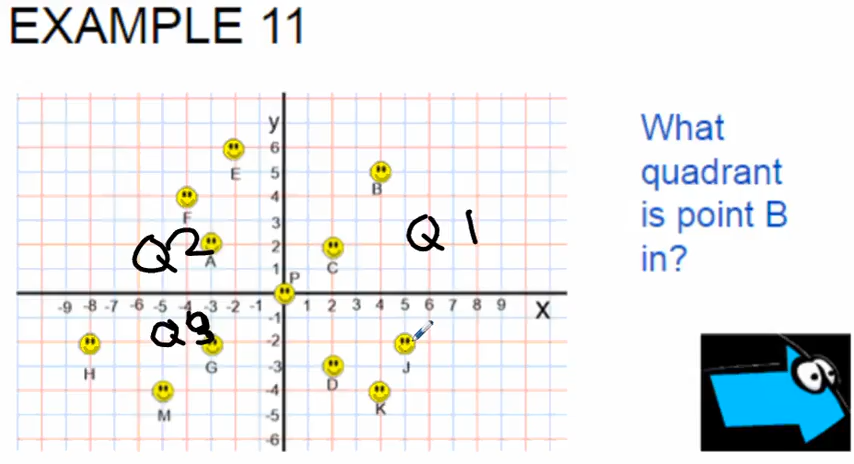 EXAMPLE 11
y
6
E
5
B
4
F
3
Q2
Q 1
2
A
C
1
P
-9 -8 -7 -6 -5 -4 -3 -2 -1 1 2 3 4 5 6 7 8 9 X
-1
Q3
-2
H
G
-3
J
D
-4
M
K
-5
-6
What
quadrant
is point B
in?